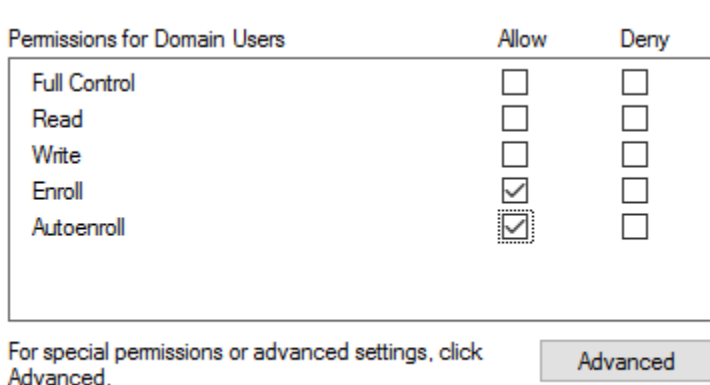 Permissions for Domain Users Allow Deny
Full Control
Read
Write
Enroll
Autoenroll
For special permissions or advanced settings, click
Advanced.
Advanced